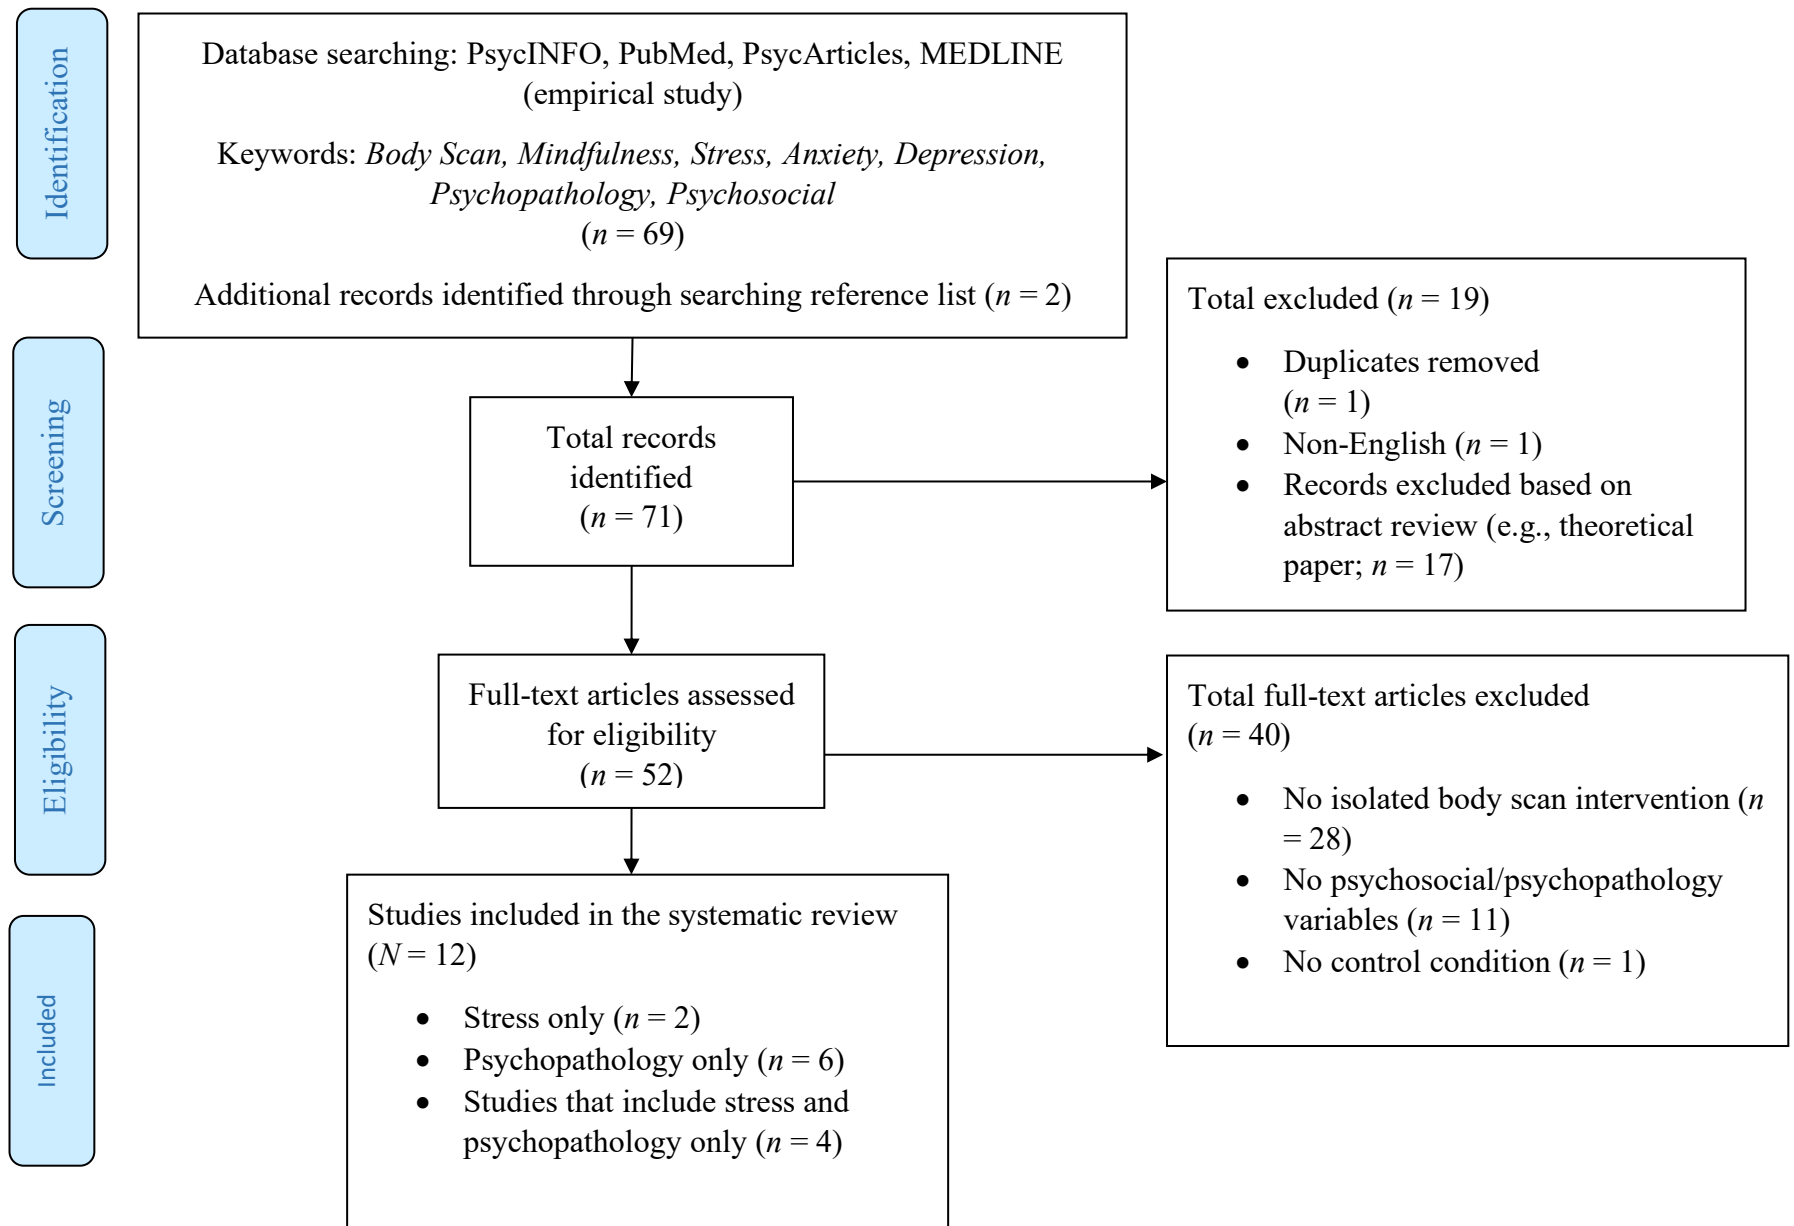 Identification
Database searching: PsycINFO, PubMed, PsycArticles, MEDLINE
(empirical study)
Keywords: Body Scan, Mindfulness, Stress, Anxiety, Depression,
Psychopathology, Psychosocial
(n = 69)
Additional records identified through searching reference list (n = 2)
Screening
Total records
identified
(n = 71)
Total excluded (n = 19)
• Duplicates removed
(n = 1)
• Non-English (n = 1)
• Records excluded based on
abstract review (e.g., theoretical
paper; n = 17)
Eligibility
Full-text articles assessed
for eligibility
(n = 52)
Total full-text articles excluded
(n = 40)
• No isolated body scan intervention (n
= 28)
• No psychosocial/psychopathology
variables (n = 11)
• No control condition (n = 1)
Included
Studies included in the systematic review
(N = 12)
• Stress only (n = 2)
• Psychopathology only (n = 6)
• Studies that include stress and
psychopathology only (n = 4)